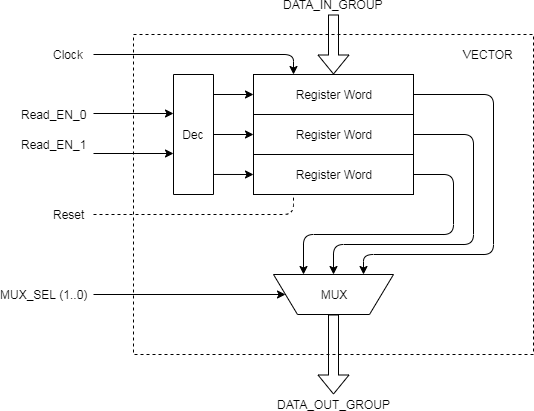 DATA_IN_GROUP
Clock
VECTOR
Register Word
Read_EN_0
Dec
Register Word
Read_EN_1
Register Word
Reset
MUX_SEL (1..0)
MUX
DATA_OUT_GROUP